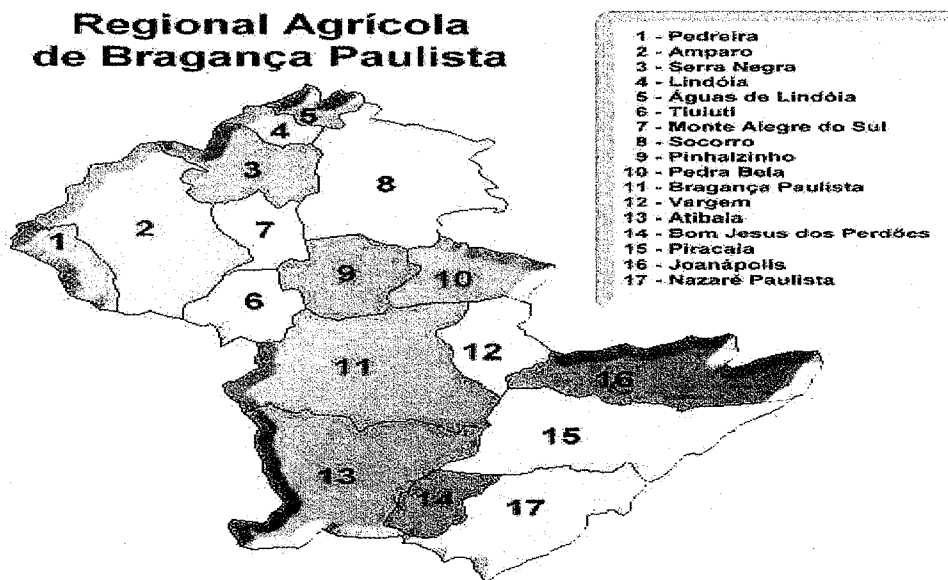 Regional Agrícola
de Bragança Paulista
1 - Pedreira
2 - Amparo
3 - Serra Negra
4 - Lindóia
5 - Águas de Lindóia
6 - Tiuiuti
7 - Monte Alegre do Sul
8 - Socorro
9 - Pinhalzinho
10 - Pedra Bela
11 - Bragança Paulista
12 - Vargem
13 - Atibaia
14 - Bom Jesus dos Perdões
15 - Piracaia
16 - Joanápolis
17 - Nazaré Paulista
5
4
3
8
1
2
7
9
10
6
11
12
16
15
13
14
17